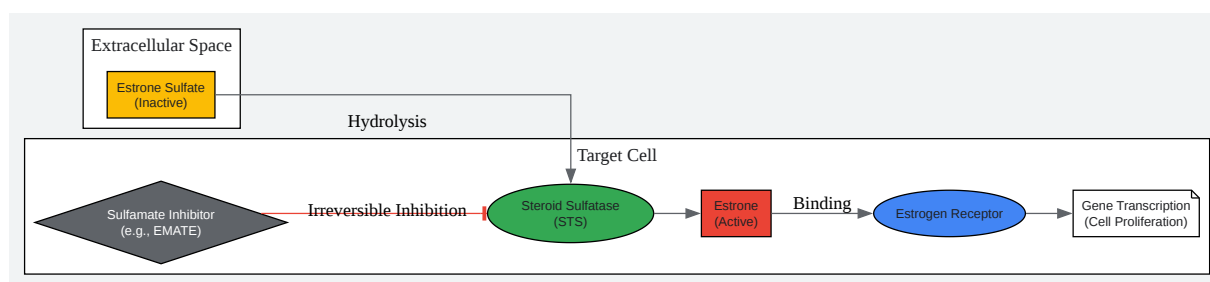 Extracellular Space
Estrone Sulfate
(Inactive)
Hydrolysis
Target Cell
Sulfamate Inhibitor
(e.g., EMATE)
Irreversible Inhibition
Steroid Sulfatase
(STS)
Estrone
(Active)
Binding
Estrogen Receptor
Gene Transcription
(Cell Proliferation)